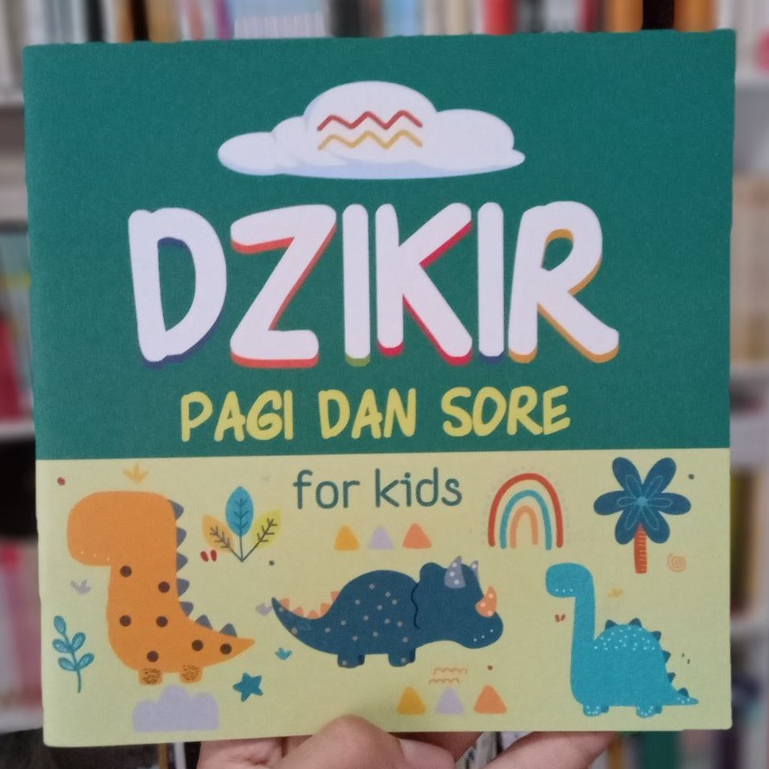 DZIKIR
PAGI DAN SORE
for kids